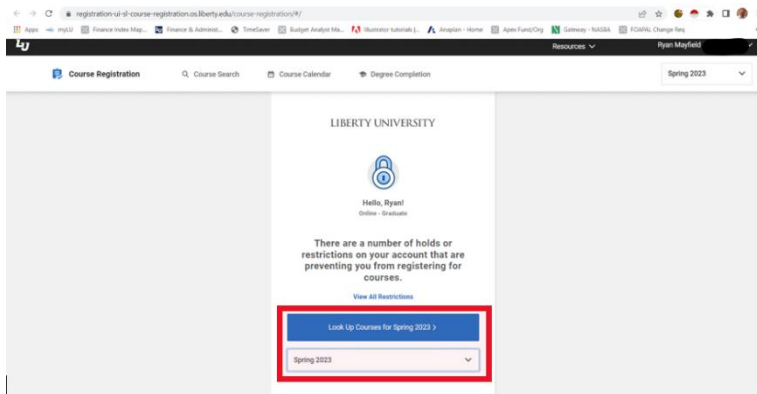 registration-ui-sl-course-registration.os.liberty.edu/course-registration/#/
Apps myLU Finance Index Map... Finance & Administ... TimeSaver Budget Analyst Ma... Illustrator tutorials |... Anaplan - Home Apex Fund/Org Gateway - NASBA FOAPAL Change Req
LU Resources Ryan Mayfield
Course Registration Course Search Course Calendar Degree Completion Spring 2023
LIBERTY UNIVERSITY
Hello, Ryan!
Online - Graduate
There are a number of holds or
restrictions on your account that are
preventing you from registering for
courses.
View All Restrictions
Look Up Courses for Spring 2023 >
Spring 2023